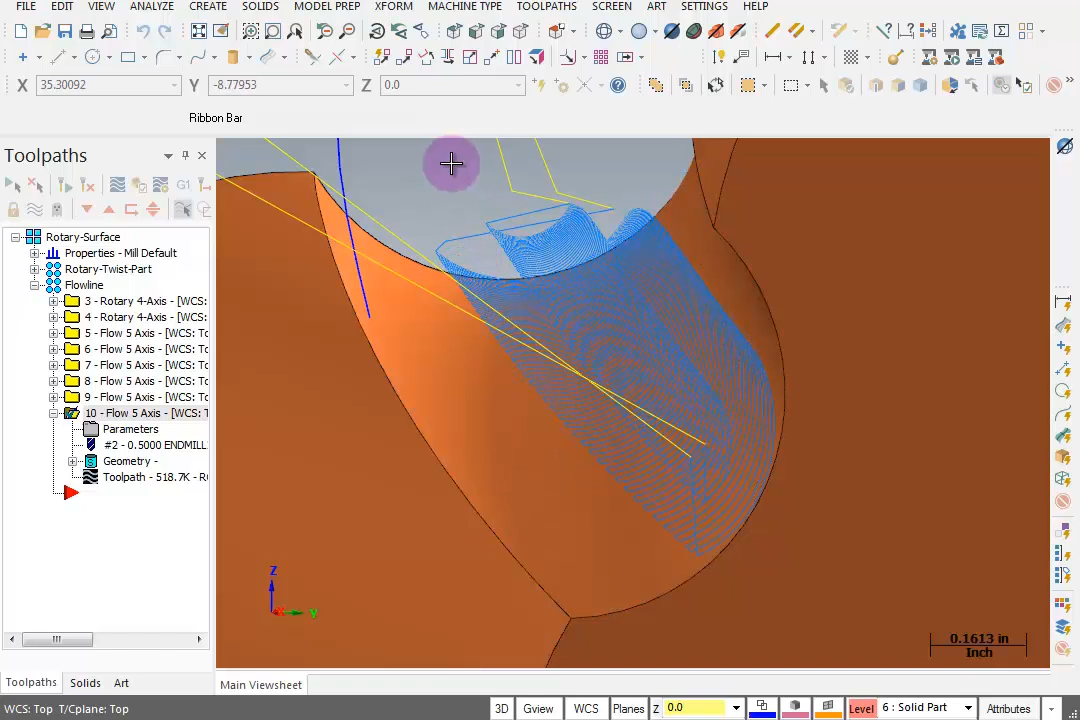 FILE EDIT VIEW ANALYZE CREATE SOLIDS MODEL PREP XFORM MACHINE TYPE TOOLPATHS SCREEN ART SETTINGS HELP
X 35.30092 Y -8.77953 Z 0.0
Ribbon Bar
Toolpaths
G1
Rotary-Surface
Properties - Mill Default
Rotary-Twist-Part
Flowline
3 - Rotary 4-Axis - [WCS:
4 - Rotary 4-Axis - [WCS:
5 - Flow 5 Axis - [WCS: To
6 - Flow 5 Axis - [WCS: To
7 - Flow 5 Axis - [WCS: To
8 - Flow 5 Axis - [WCS: To
9 - Flow 5 Axis - [WCS: To
10 - Flow 5 Axis - [WCS: T
Parameters
#2 - 0.5000 ENDMILL
Geometry -
Toolpath - 518.7K - R
Z
Y
0.1613 in
Inch
Toolpaths Solids Art
Main Viewsheet
WCS: Top T/Cplane: Top 3D Gview WCS Planes Z 0.0 Level 6 : Solid Part Attributes